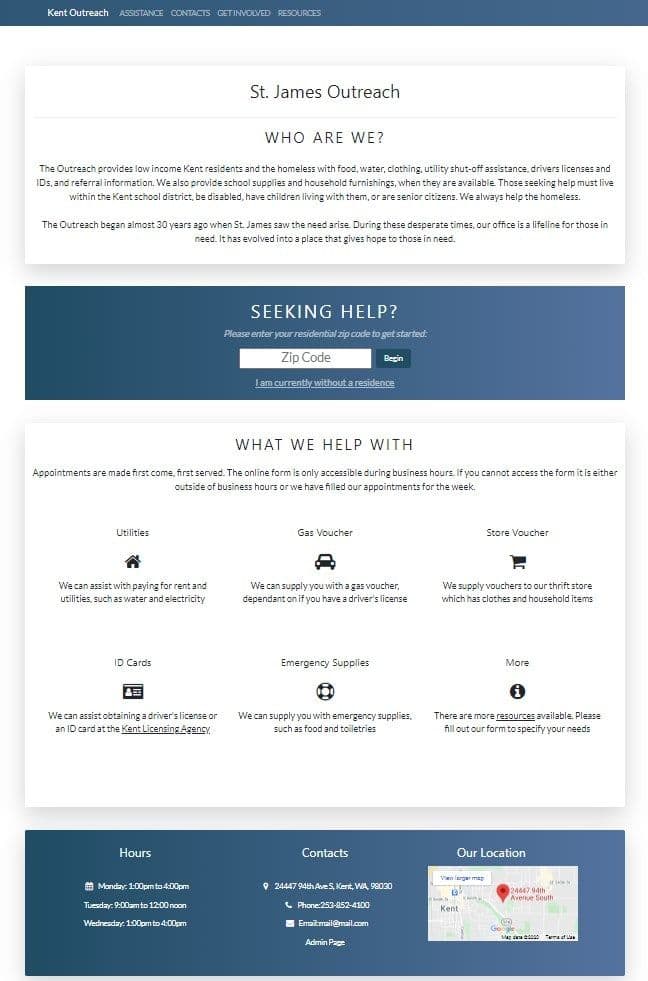 Kent Outreach ASSISTANCE CONTACTS GET INVOLVED RESOURCES
St. James Outreach
WHO ARE WE?
The Outreach provides low income Kent residents and the homeless with food, water, clothing, utility shut-off assistance, drivers licenses and
IDs, and referral information. We also provide school supplies and household furnishings, when they are available. Those seeking help must live
within the Kent school district, be disabled, have children living with them, or are senior citizens. We always help the homeless.
The Outreach began almost 30 years ago when St. James saw the need arise. During these desperate times, our office is a lifeline for those in
need. It has evolved into a place that gives hope to those in need.
SEEKING HELP?
Please enter your residential zip code to get started:
Zip Code Begin
I am currently without a residence
WHAT WE HELP WITH
Appointments are made first come, first served. The online form is only accessible during business hours. If you cannot access the form it is either
outside of business hours or we have filled our appointments for the week.
Utilities Gas Voucher Store Voucher
We can assist with paying for rent and
utilities, such as water and electricity
We can supply you with a gas voucher,
dependant on if you have a driver's license
We supply vouchers to our thrift store
which has clothes and household items
ID Cards Emergency Supplies More
We can assist obtaining a driver's license or
an ID card at the Kent Licensing Agency
We can supply you with emergency supplies,
such as food and toiletries
There are more resources available. Please
fill out our form to specify your needs
Hours
Monday: 1:00pm to 4:00pm
Tuesday: 9:00am to 12:00 noon
Wednesday: 1:00pm to 4:00pm
Contacts
24447 94th Ave S, Kent, WA, 98030
Phone:253-852-4100
Email:mail@mail.com
Admin Page
Our Location
View larger map
24447 94th
Avenue South
Kent
Google
Map data ©2020 Terms of Use